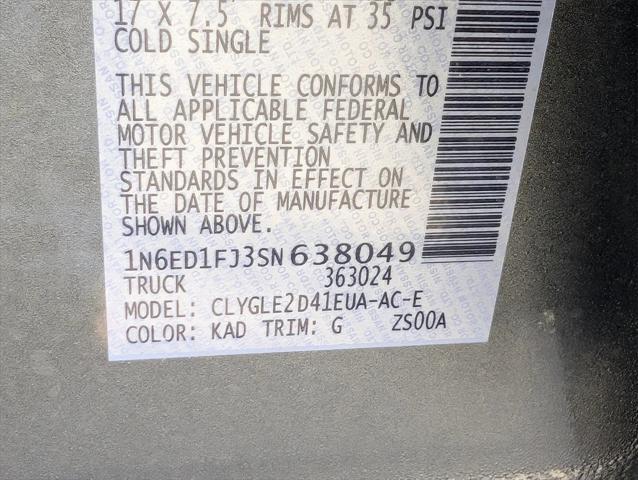 17 X 7.5 RIMS AT 35 PSI
COLD SINGLE
THIS VEHICLE CONFORMS TO
ALL APPLICABLE FEDERAL
MOTOR VEHICLE SAFETY AND
THEFT PREVENTION
STANDARDS IN EFFECT ON
THE DATE OF MANUFACTURE
SHOWN ABOVE.
1N6ED1FJ3SN638049
TRUCK 363024
MODEL: CLYGLE2D41EUA-AC-E
COLOR: KAD TRIM: G ZS00A